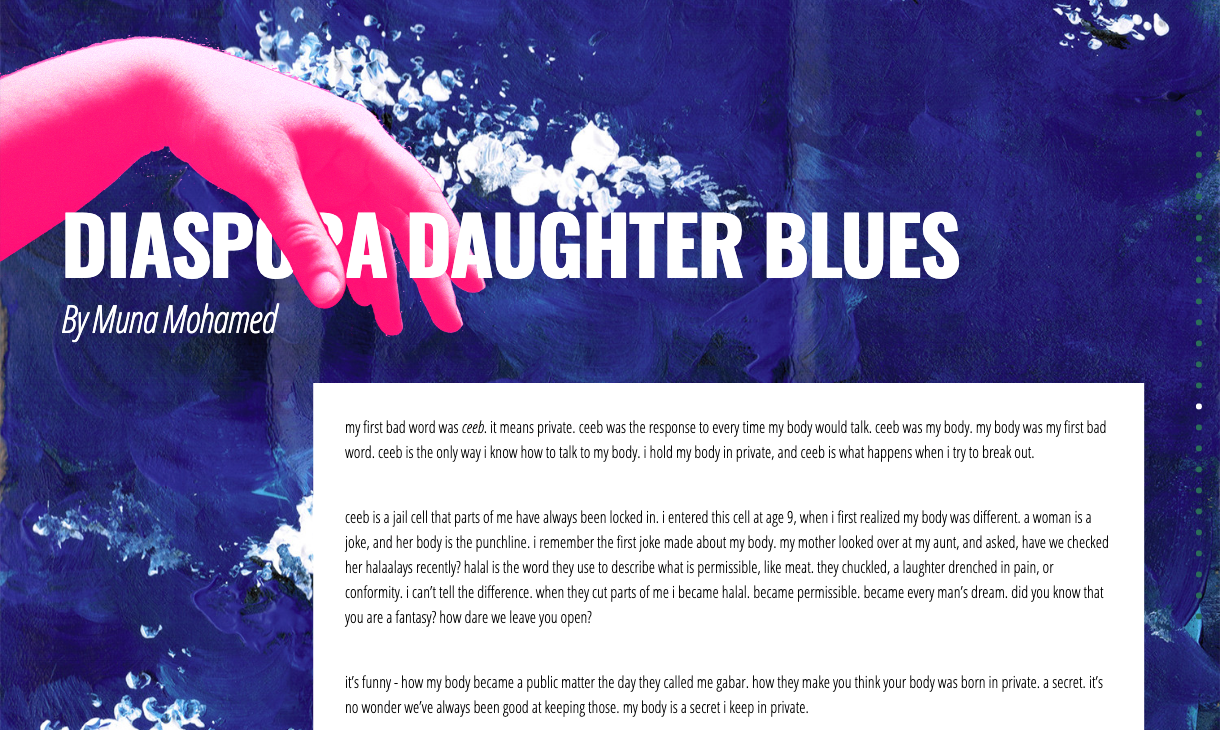 DIASPORA DAUGHTER BLUES
By Muna Mohamed
my first bad word was ceeb. it means private. ceeb was the response to every time my body would talk. ceeb was my body. my body was my first bad
word. ceeb is the only way i know how to talk to my body. i hold my body in private, and ceeb is what happens when i try to break out.
ceeb is a jail cell that parts of me have always been locked in. i entered this cell at age 9, when i first realized my body was different. a woman is a
joke, and her body is the punchline. i remember the first joke made about my body. my mother looked over at my aunt, and asked, have we checked
her halaalays recently? halal is the word they use to describe what is permissible, like meat. they chuckled, a laughter drenched in pain, or
conformity. i can’t tell the difference. when they cut parts of me i became halal. became permissible. became every man’s dream. did you know that
you are a fantasy? how dare we leave you open?
it’s funny - how my body became a public matter the day they called me gabar. how they make you think your body was born in private. a secret. it’s
no wonder we’ve always been good at keeping those. my body is a secret i keep in private.